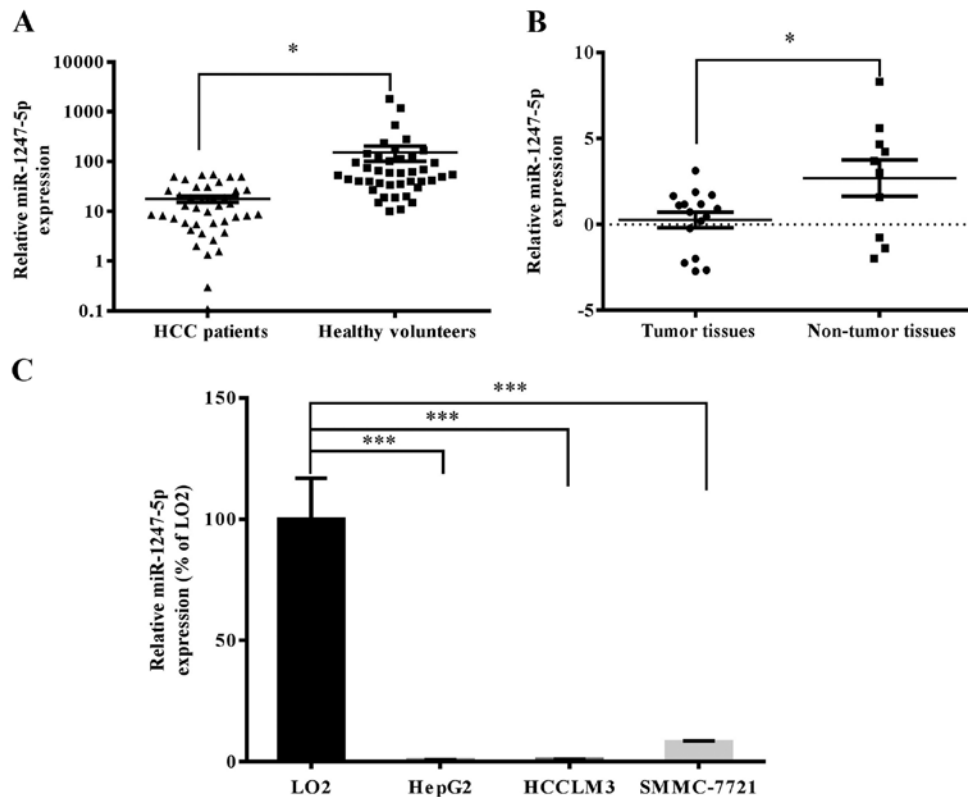 A
Relative miR-1247-5p
expression
10000
1000
100
10
1
0.1
*
HCC patients
Healthy volunteers
B
Relative miR-1247-5p
expression
10
5
0
-5
*
Tumor tissues
Non-tumor tissues
C
Relative miR-1247-5p
expression (% of LO2)
150
100
50
0
***
***
***
LO2
HepG2
HCCLM3
SMMC-7721